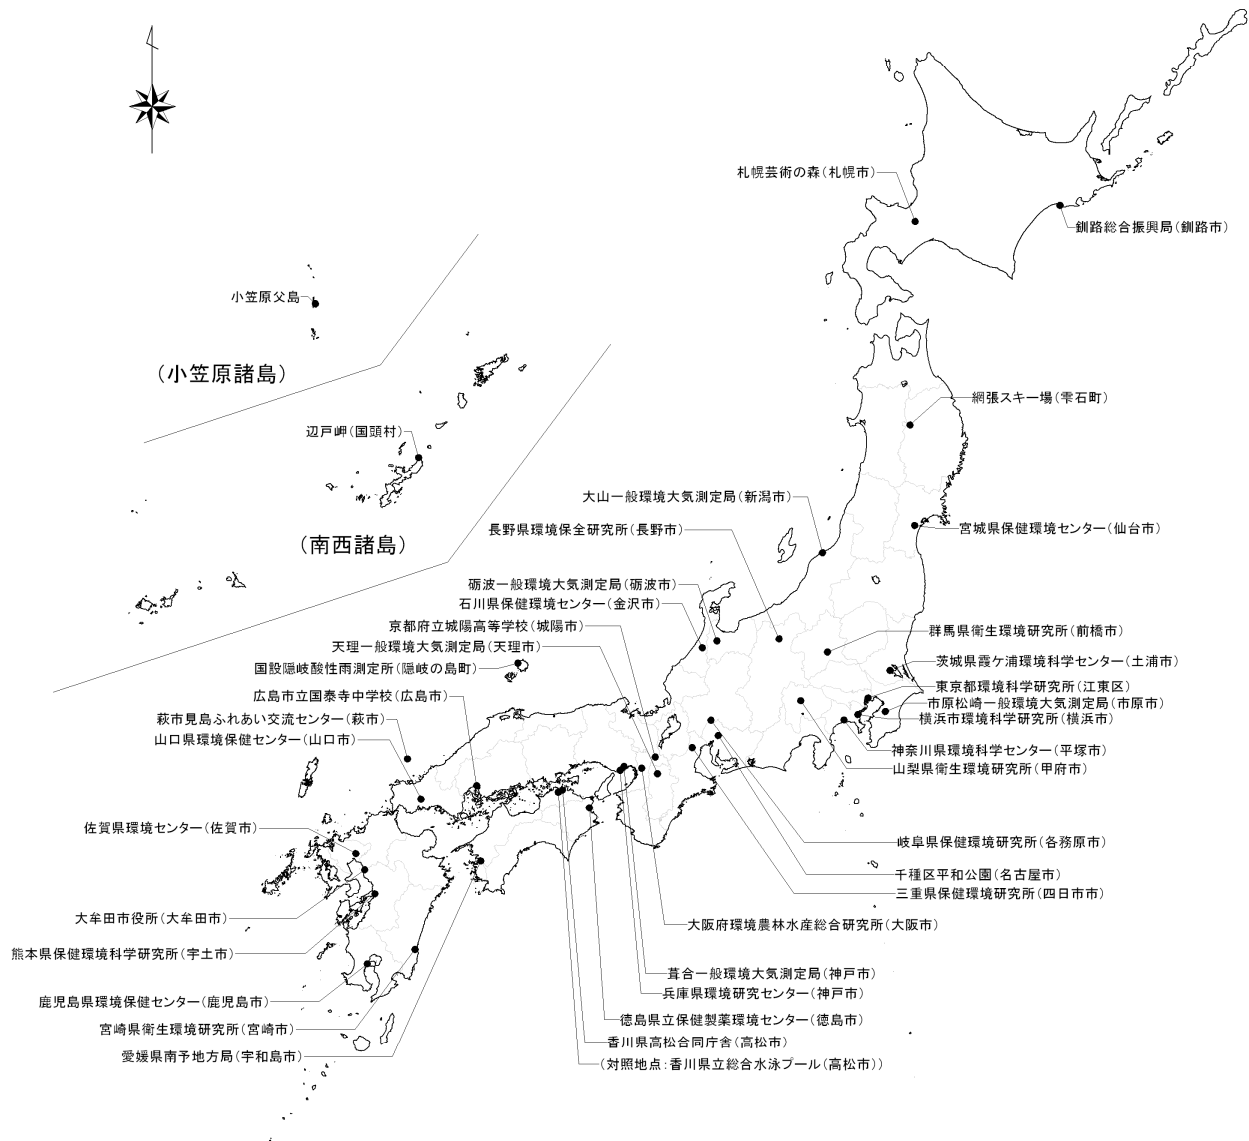 札幌芸術の森(札幌市)
釧路総合振興局(釧路市)
小笠原父島
(小笠原諸島)
網張スキー場(雫石町)
辺戸岬(国頭村)
大山一般環境大気測定局(新潟市)
宮城県保健環境センター(仙台市)
長野県環境保全研究所(長野市)
(南西諸島)
砺波一般環境大気測定局(砺波市)
石川県保健環境センター(金沢市)
京都府立城陽高等学校(城陽市)
群馬県衛生環境研究所(前橋市)
天理一般環境大気測定局(天理市)
茨城県霞ケ浦環境科学センター(土浦市)
国設隠岐酸性雨測定所(隠岐の島町)
東京都環境科学研究所(江東区)
広島市立国泰寺中学校(広島市)
市原松崎一般環境大気測定局(市原市)
萩市見島ふれあい交流センター(萩市)
横浜市環境科学研究所(横浜市)
山口県環境保健センター(山口市)
神奈川県環境科学センター(平塚市)
山梨県衛生環境研究所(甲府市)
佐賀県環境センター(佐賀市)
岐阜県保健環境研究所(各務原市)
千種区平和公園(名古屋市)
三重県保健環境研究所(四日市市)
大牟田市役所(大牟田市)
大阪府環境農林水産総合研究所(大阪市)
熊本県保健環境科学研究所(宇土市)
葺合一般環境大気測定局(神戸市)
兵庫県環境研究センター(神戸市)
鹿児島県環境保健センター(鹿児島市)
徳島県立保健製薬環境センター(徳島市)
宮崎県衛生環境研究所(宮崎市)
香川県高松合同庁舎(高松市)
愛媛県南予地方局(宇和島市)
(対照地点:香川県立総合水泳プール(高松市))